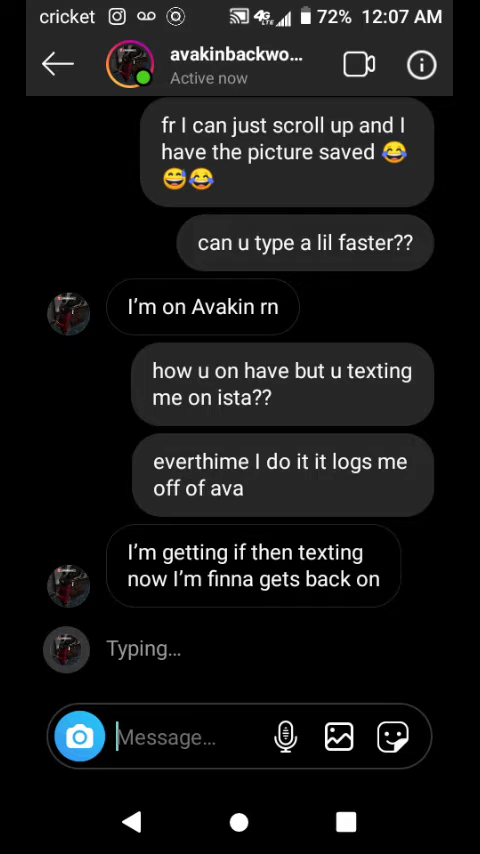 cricket 4G LTE 72% 12:07 AM
avakinbackwo...
Active now
fr I can just scroll up and I
have the picture saved 😂
😅😂
can u type a lil faster??
I'm on Avakin rn
how u on have but u texting
me on ista??
everthime I do it it logs me
off of ava
I'm getting if then texting
now I'm finna gets back on
Typing...
Message...